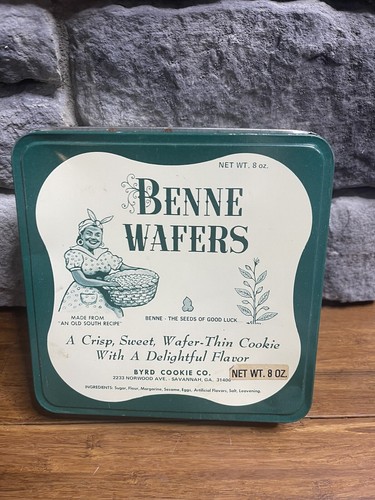 NET WT. 8 oz.
BENNE
WAFERS
MADE FROM
"AN OLD SOUTH RECIPE"
BENNE - THE SEEDS OF GOOD LUCK
A Crisp, Sweet, Wafer-Thin Cookie
With A Delightful Flavor
BYRD COOKIE CO.
2233 NORWOOD AVE. - SAVANNAH, GA. 31406
NET WT. 8 OZ.
INGREDIENTS: Sugar, Flour, Margarine, Sesame, Eggs, Artificial Flavors, Salt, Leavening.